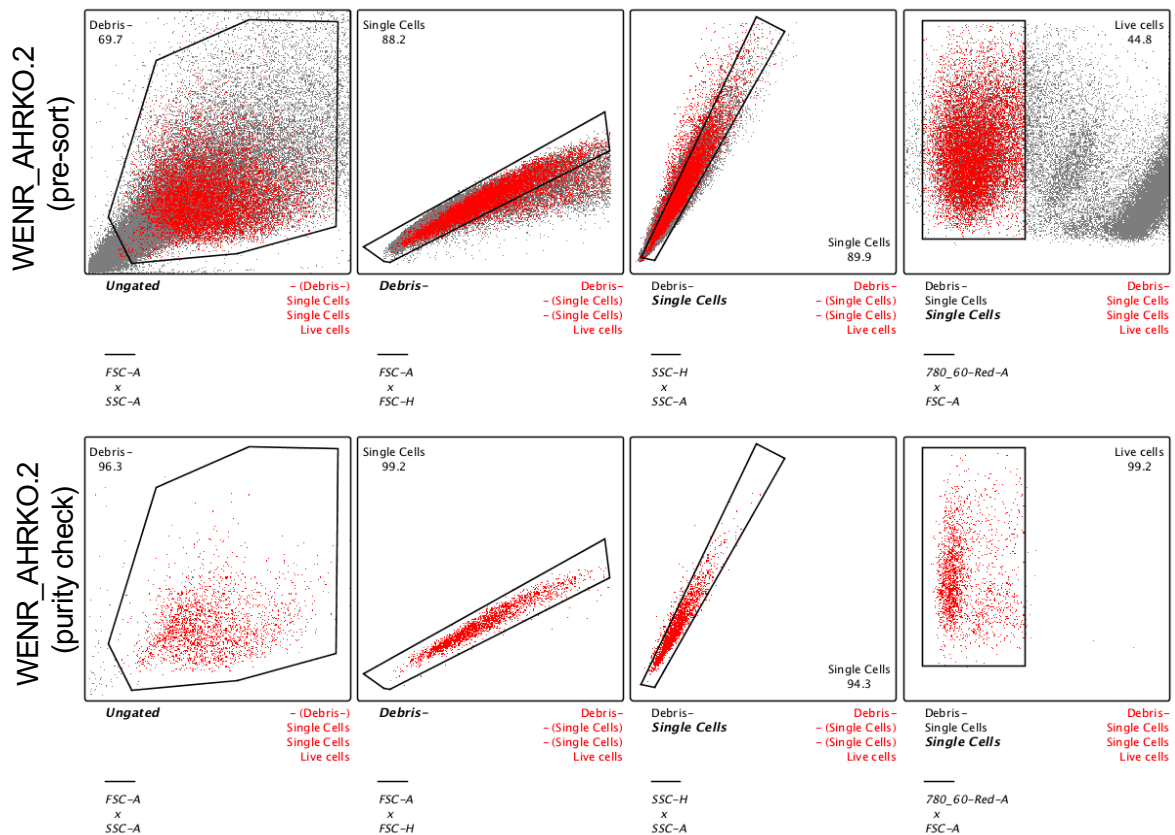 WENR_AHRKO.2
(pre-sort)
Debris-
69.7
Single Cells
88.2
Single Cells
89.9
Live cells
44.8
Ungated
- (Debris-)
Single Cells
Single Cells
Live cells
FSC-A
x
SSC-A
Debris-
Debris-
- (Single Cells)
- (Single Cells)
Live cells
FSC-A
x
FSC-H
Debris-
Single Cells
Debris-
- (Single Cells)
- (Single Cells)
Live cells
SSC-H
x
SSC-A
Debris-
Single Cells
Single Cells
Debris-
Single Cells
Single Cells
Live cells
780_60-Red-A
x
FSC-A
WENR_AHRKO.2
(purity check)
Debris-
96.3
Single Cells
99.2
Single Cells
94.3
Live cells
99.2
Ungated
- (Debris-)
Single Cells
Single Cells
Live cells
FSC-A
x
SSC-A
Debris-
Debris-
- (Single Cells)
- (Single Cells)
Live cells
FSC-A
x
FSC-H
Debris-
Single Cells
Debris-
- (Single Cells)
- (Single Cells)
Live cells
SSC-H
x
SSC-A
Debris-
Single Cells
Single Cells
Debris-
Single Cells
Single Cells
Live cells
780_60-Red-A
x
FSC-A